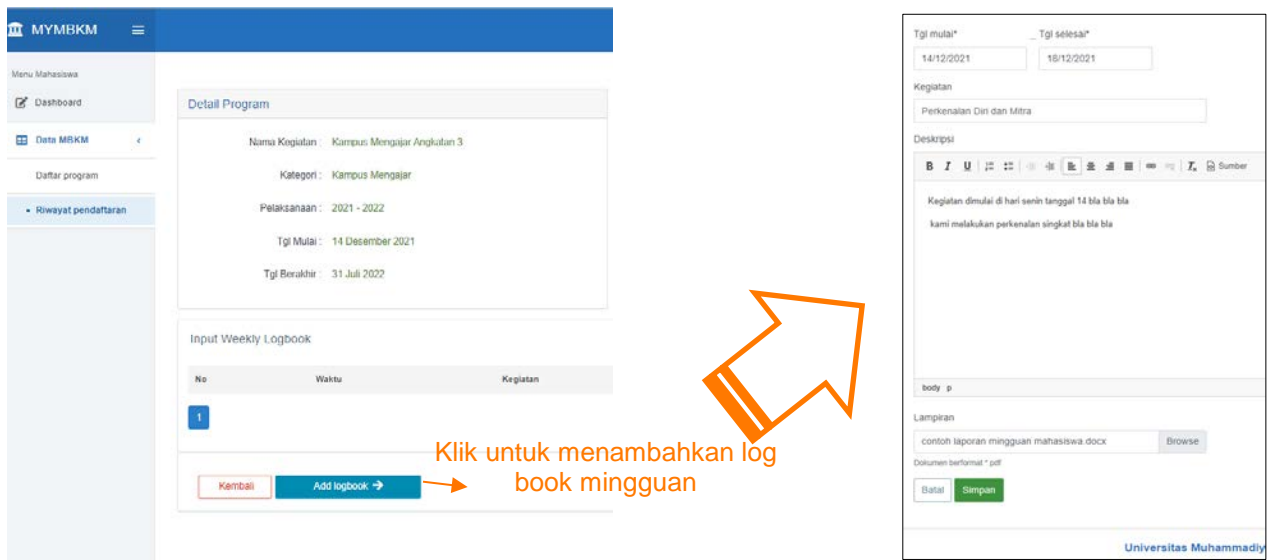 MYMBKM
Menu Mahasiswa
Dashboard
Data MBKM
Daftar program
Riwayat pendaftaran
Detail Program
Nama Kegiatan : Kampus Mengajar Angkatan 3
Kategori : Kampus Mengajar
Pelaksanaan : 2021 - 2022
Tgl Mulai : 14 Desember 2021
Tgl Berakhir : 31 Juli 2022
Input Weekly Logbook
No Waktu Kegiatan
1
Kembali Add logbook →
Klik untuk menambahkan log
book mingguan
Tgl mulai* _ Tgl selesai*
14/12/2021 18/12/2021
Kegiatan
Perkenalan Diri dan Mitra
Deskripsi
B I U Sumber
Kegiatan dimulai di hari senin tanggal 14 bla bla bla
kami melakukan perkenalan singkat bla bla bla
body p
Lampiran
contoh laporan mingguan mahasiswa.docx Browse
Dokumen berformat *.pdf
Batal Simpan
Universitas Muhammadiy